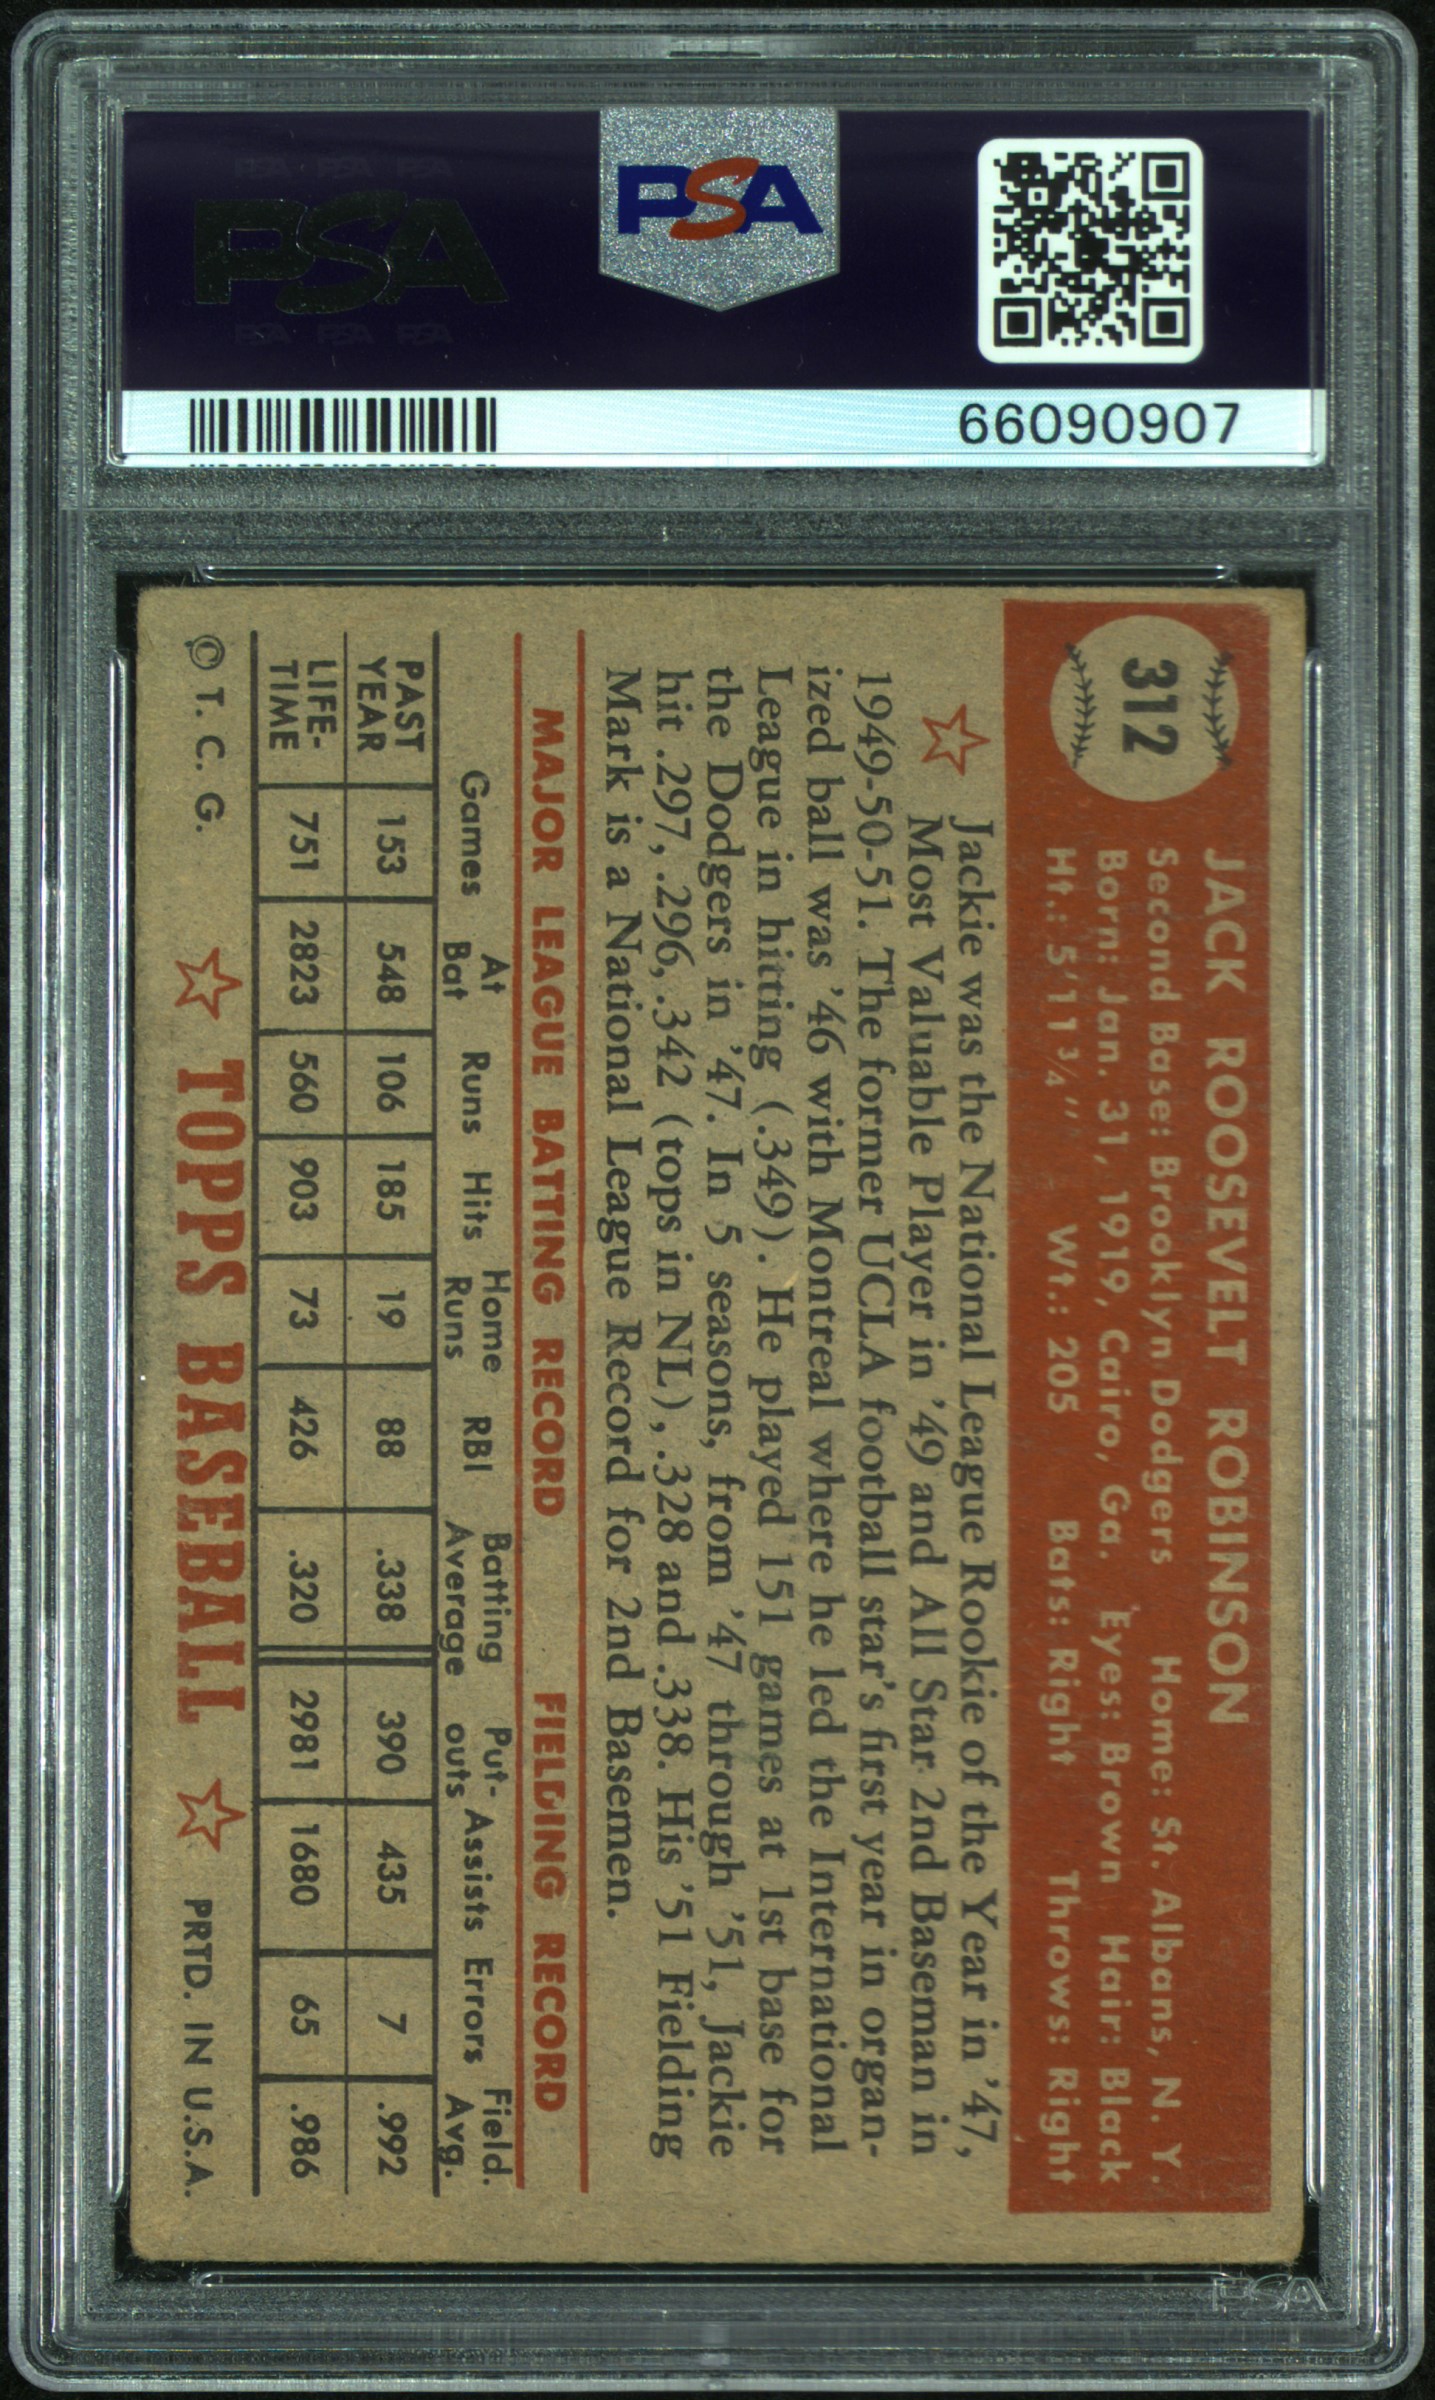 PSA PSA PSA
PSA
PSA PSA PSA
PSA
66090907
312
JACK ROOSEVELT ROBINSON
Second Base: Brooklyn Dodgers Home: St. Albans, N. Y.
Born: Jan. 31, 1919, Cairo, Ga. Eyes: Brown Hair: Black
Ht.: 5'11¾" Wt.: 205 Bats: Right Throws: Right
Jackie was the National League Rookie of the Year in '47,
Most Valuable Player in '49 and All Star 2nd Baseman in
1949-50-51. The former UCLA football star's first year in organ-
ized ball was '46 with Montreal where he led the International
League in hitting (.349). He played 151 games at 1st base for
the Dodgers in '47. In 5 seasons, from '47 through '51, Jackie
hit .297, .296, .342 (tops in NL), .328 and .338. His '51 Fielding
Mark is a National League Record for 2nd Basemen.
MAJOR LEAGUE BATTING RECORD FIELDING RECORD
Games At Bat Runs Hits Home Runs RBI Batting Average Put-outs Assists Errors Field. Avg.
PAST YEAR 153 548 106 185 19 88 .338 390 435 7 .992
LIFE-TIME 751 2823 560 903 73 426 .320 2981 1680 65 .986
© T. C. G. TOPPS BASEBALL PRTD. IN U.S.A.
PSA